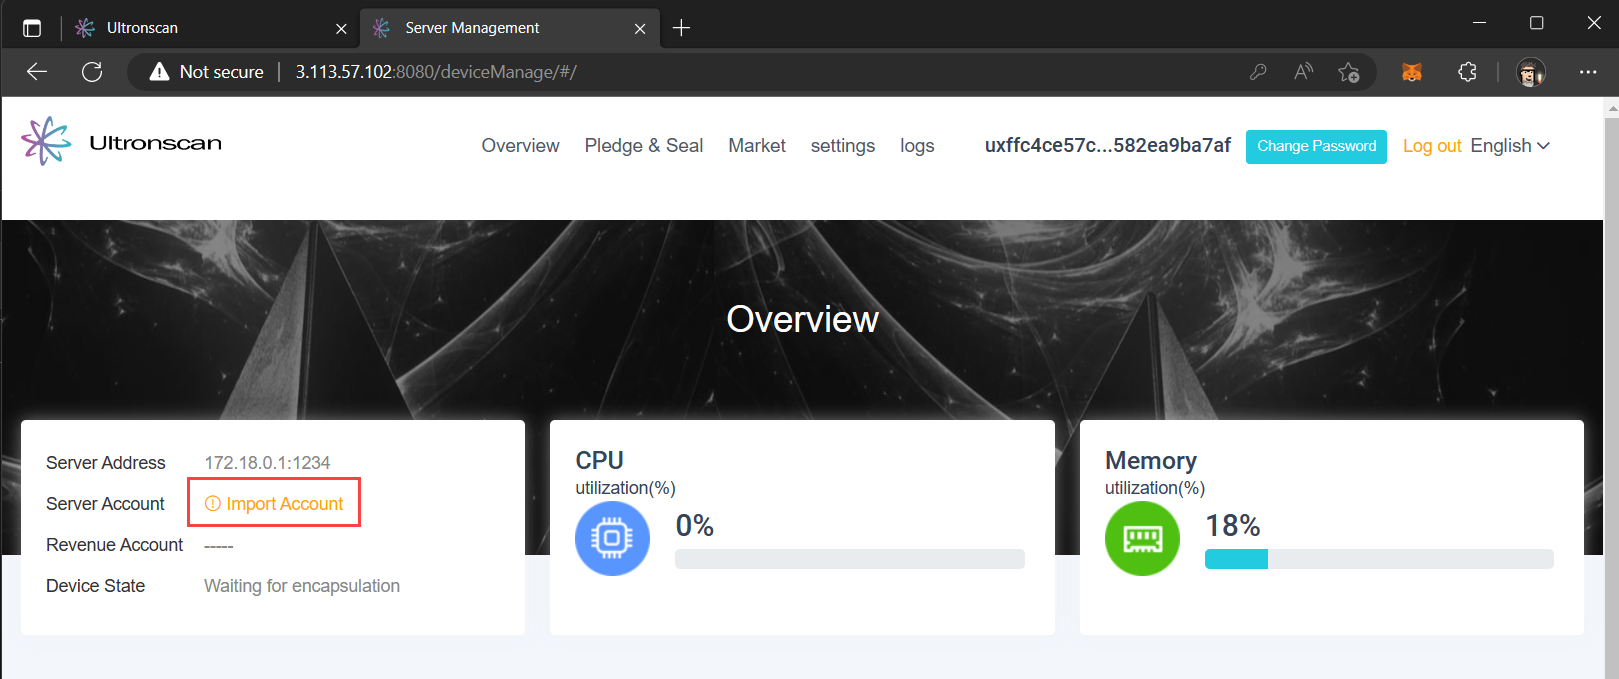 Ultronscan
Server Management
Not secure
3.113.57.102:8080/deviceManage/#/
Ultronscan
Overview
Pledge & Seal
Market
settings
logs
uxffc4ce57c...582ea9ba7af
Change Password
Log out
English
Overview
Server Address 172.18.0.1:1234
Server Account Import Account
Revenue Account -----
Device State Waiting for encapsulation
CPU
utilization(%)
0%
Memory
utilization(%)
18%